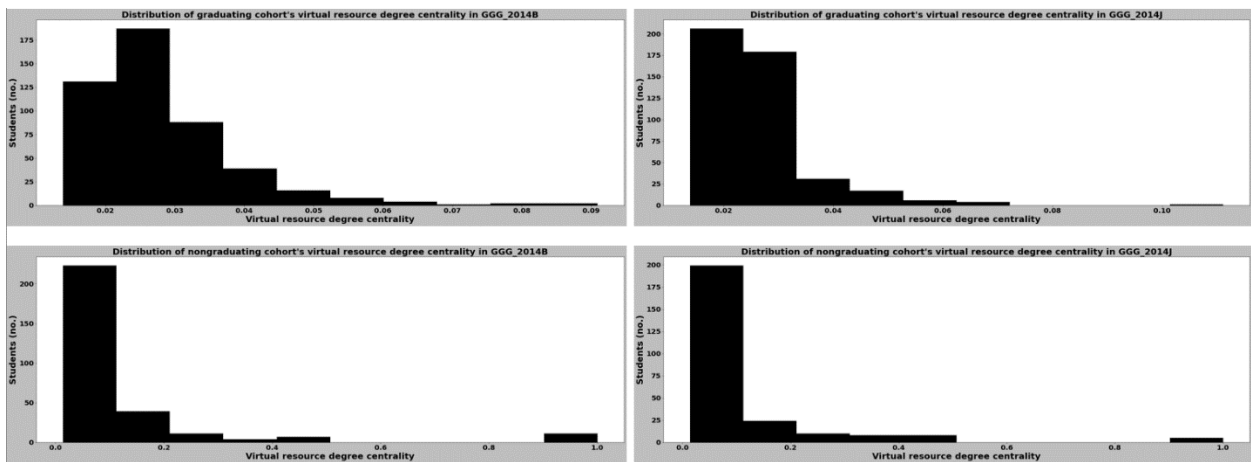 Distribution of graduating cohort's virtual resource degree centrality in GGG_2014B
175
150
125
100
75
50
25
0
Students (no.)
0.02 0.03 0.04 0.05 0.06 0.07 0.08 0.09
Virtual resource degree centrality
Distribution of graduating cohort's virtual resource degree centrality in GGG_2014J
200
175
150
125
100
75
50
25
0
Students (no.)
0.02 0.04 0.06 0.08 0.10
Virtual resource degree centrality
Distribution of nongraduating cohort's virtual resource degree centrality in GGG_2014B
200
150
100
50
0
Students (no.)
0.0 0.2 0.4 0.6 0.8 1.0
Virtual resource degree centrality
Distribution of nongraduating cohort's virtual resource degree centrality in GGG_2014J
200
175
150
125
100
75
50
25
0
Students (no.)
0.0 0.2 0.4 0.6 0.8 1.0
Virtual resource degree centrality